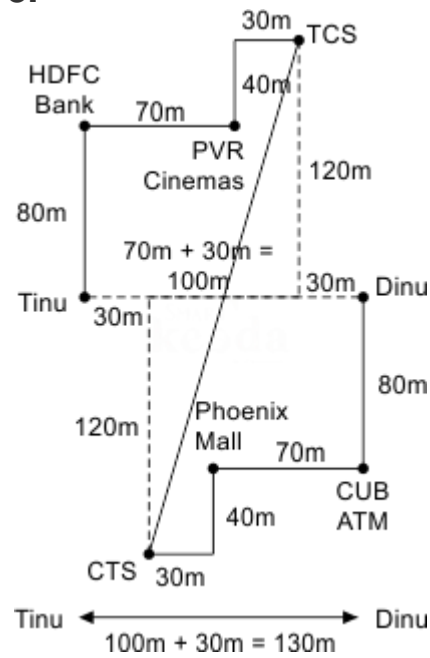 30m
TCS
HDFC
Bank
40m
70m
PVR
Cinemas
120m
80m
70m + 30m =
100m
30m
Dinu
Tinu
30m
80m
Phoenix
Mall
120m
70m
CUB
ATM
40m
CTS
30m
Tinu
Dinu
100m + 30m = 130m